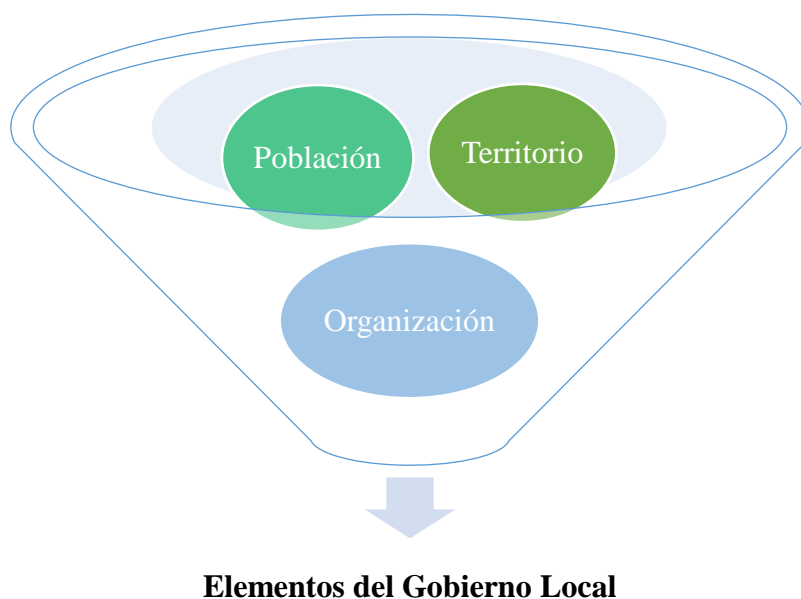 Población
Territorio
Organización
Elementos del Gobierno Local